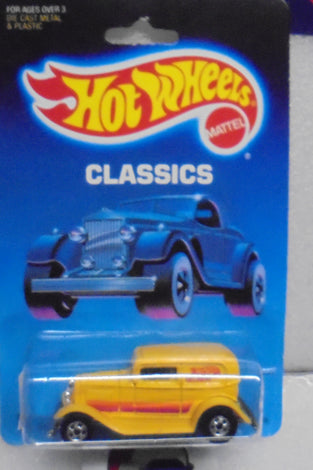 FOR AGES OVER 3
DIE CAST METAL
& PLASTIC
HOT WHEELS
MATTEL
®
CLASSICS